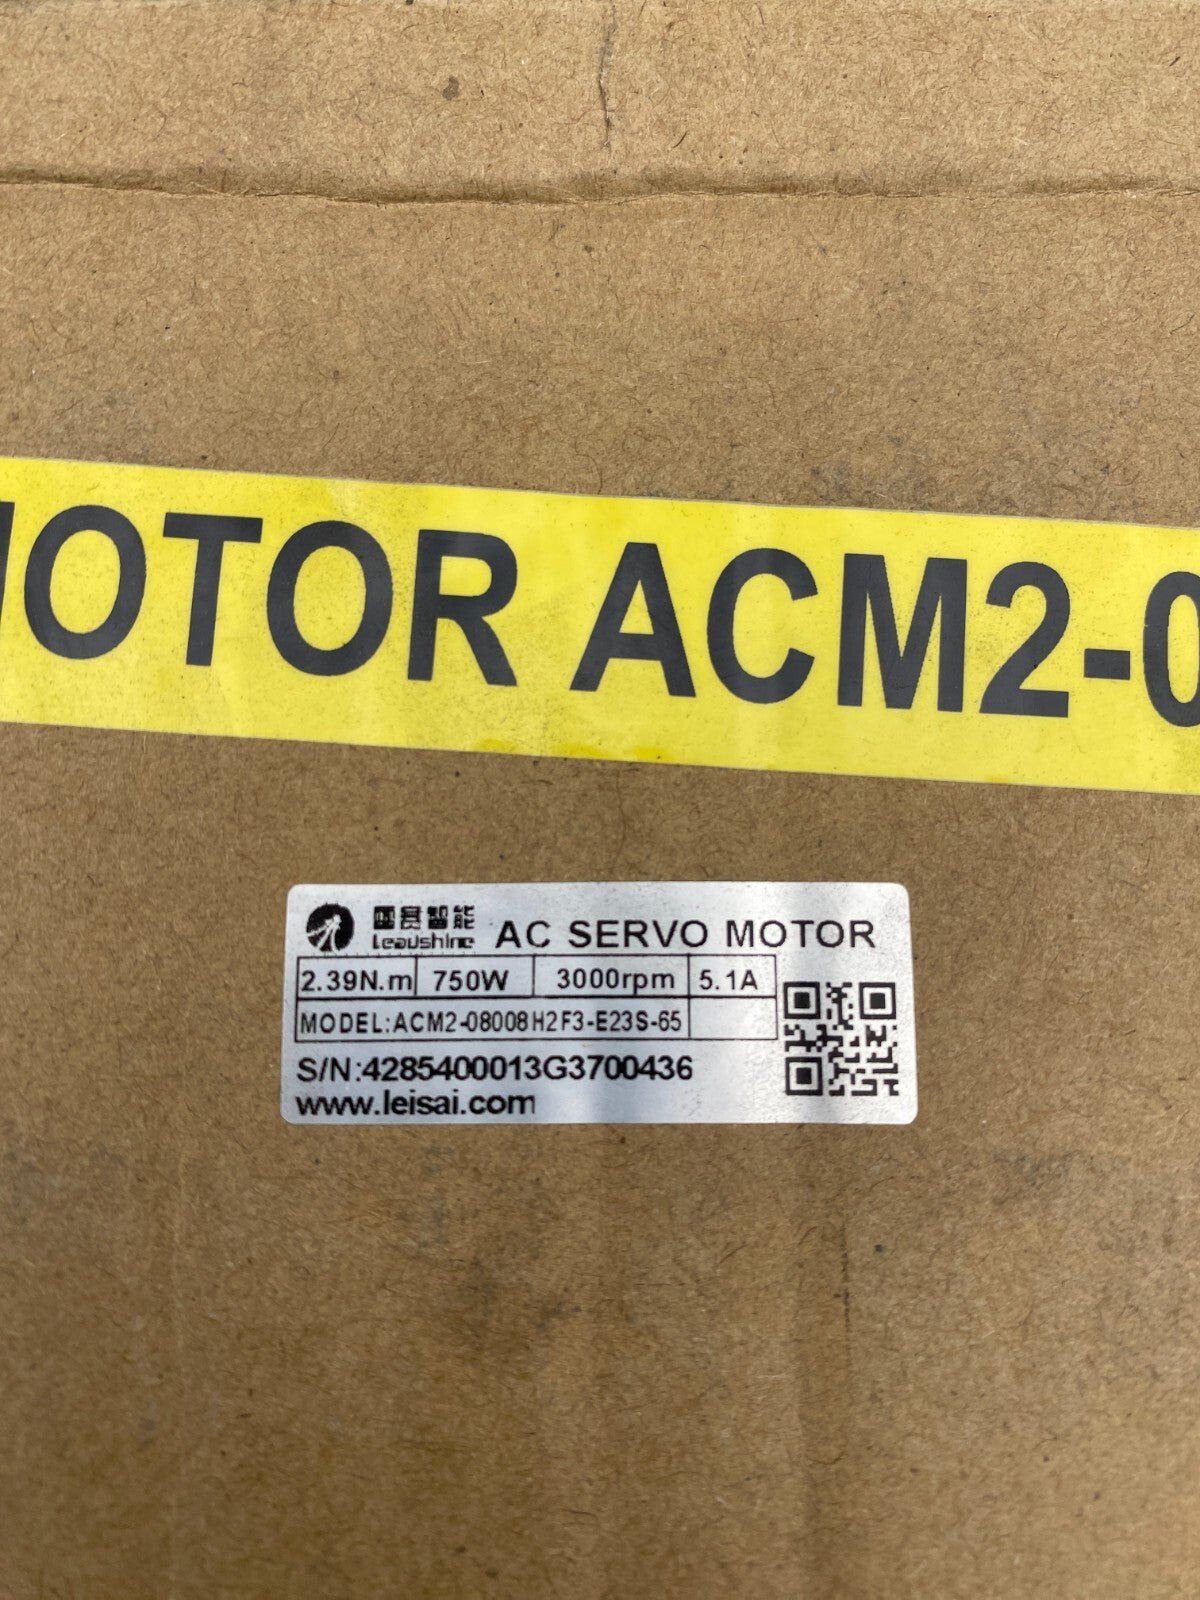 MOTOR ACM2-0
雷赛智能
Leadshine
AC SERVO MOTOR
2.39N.m 750W 3000rpm 5.1A
MODEL:ACM2-08008H2F3-E23S-65
S/N:4285400013G3700436
www.leisai.com